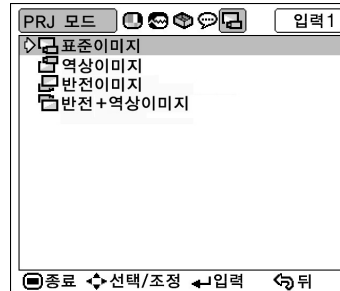 PRJ 모드 입력1
표준이미지
역상이미지
반전이미지
반전+역상이미지
종료 선택/조정 입력 뒤